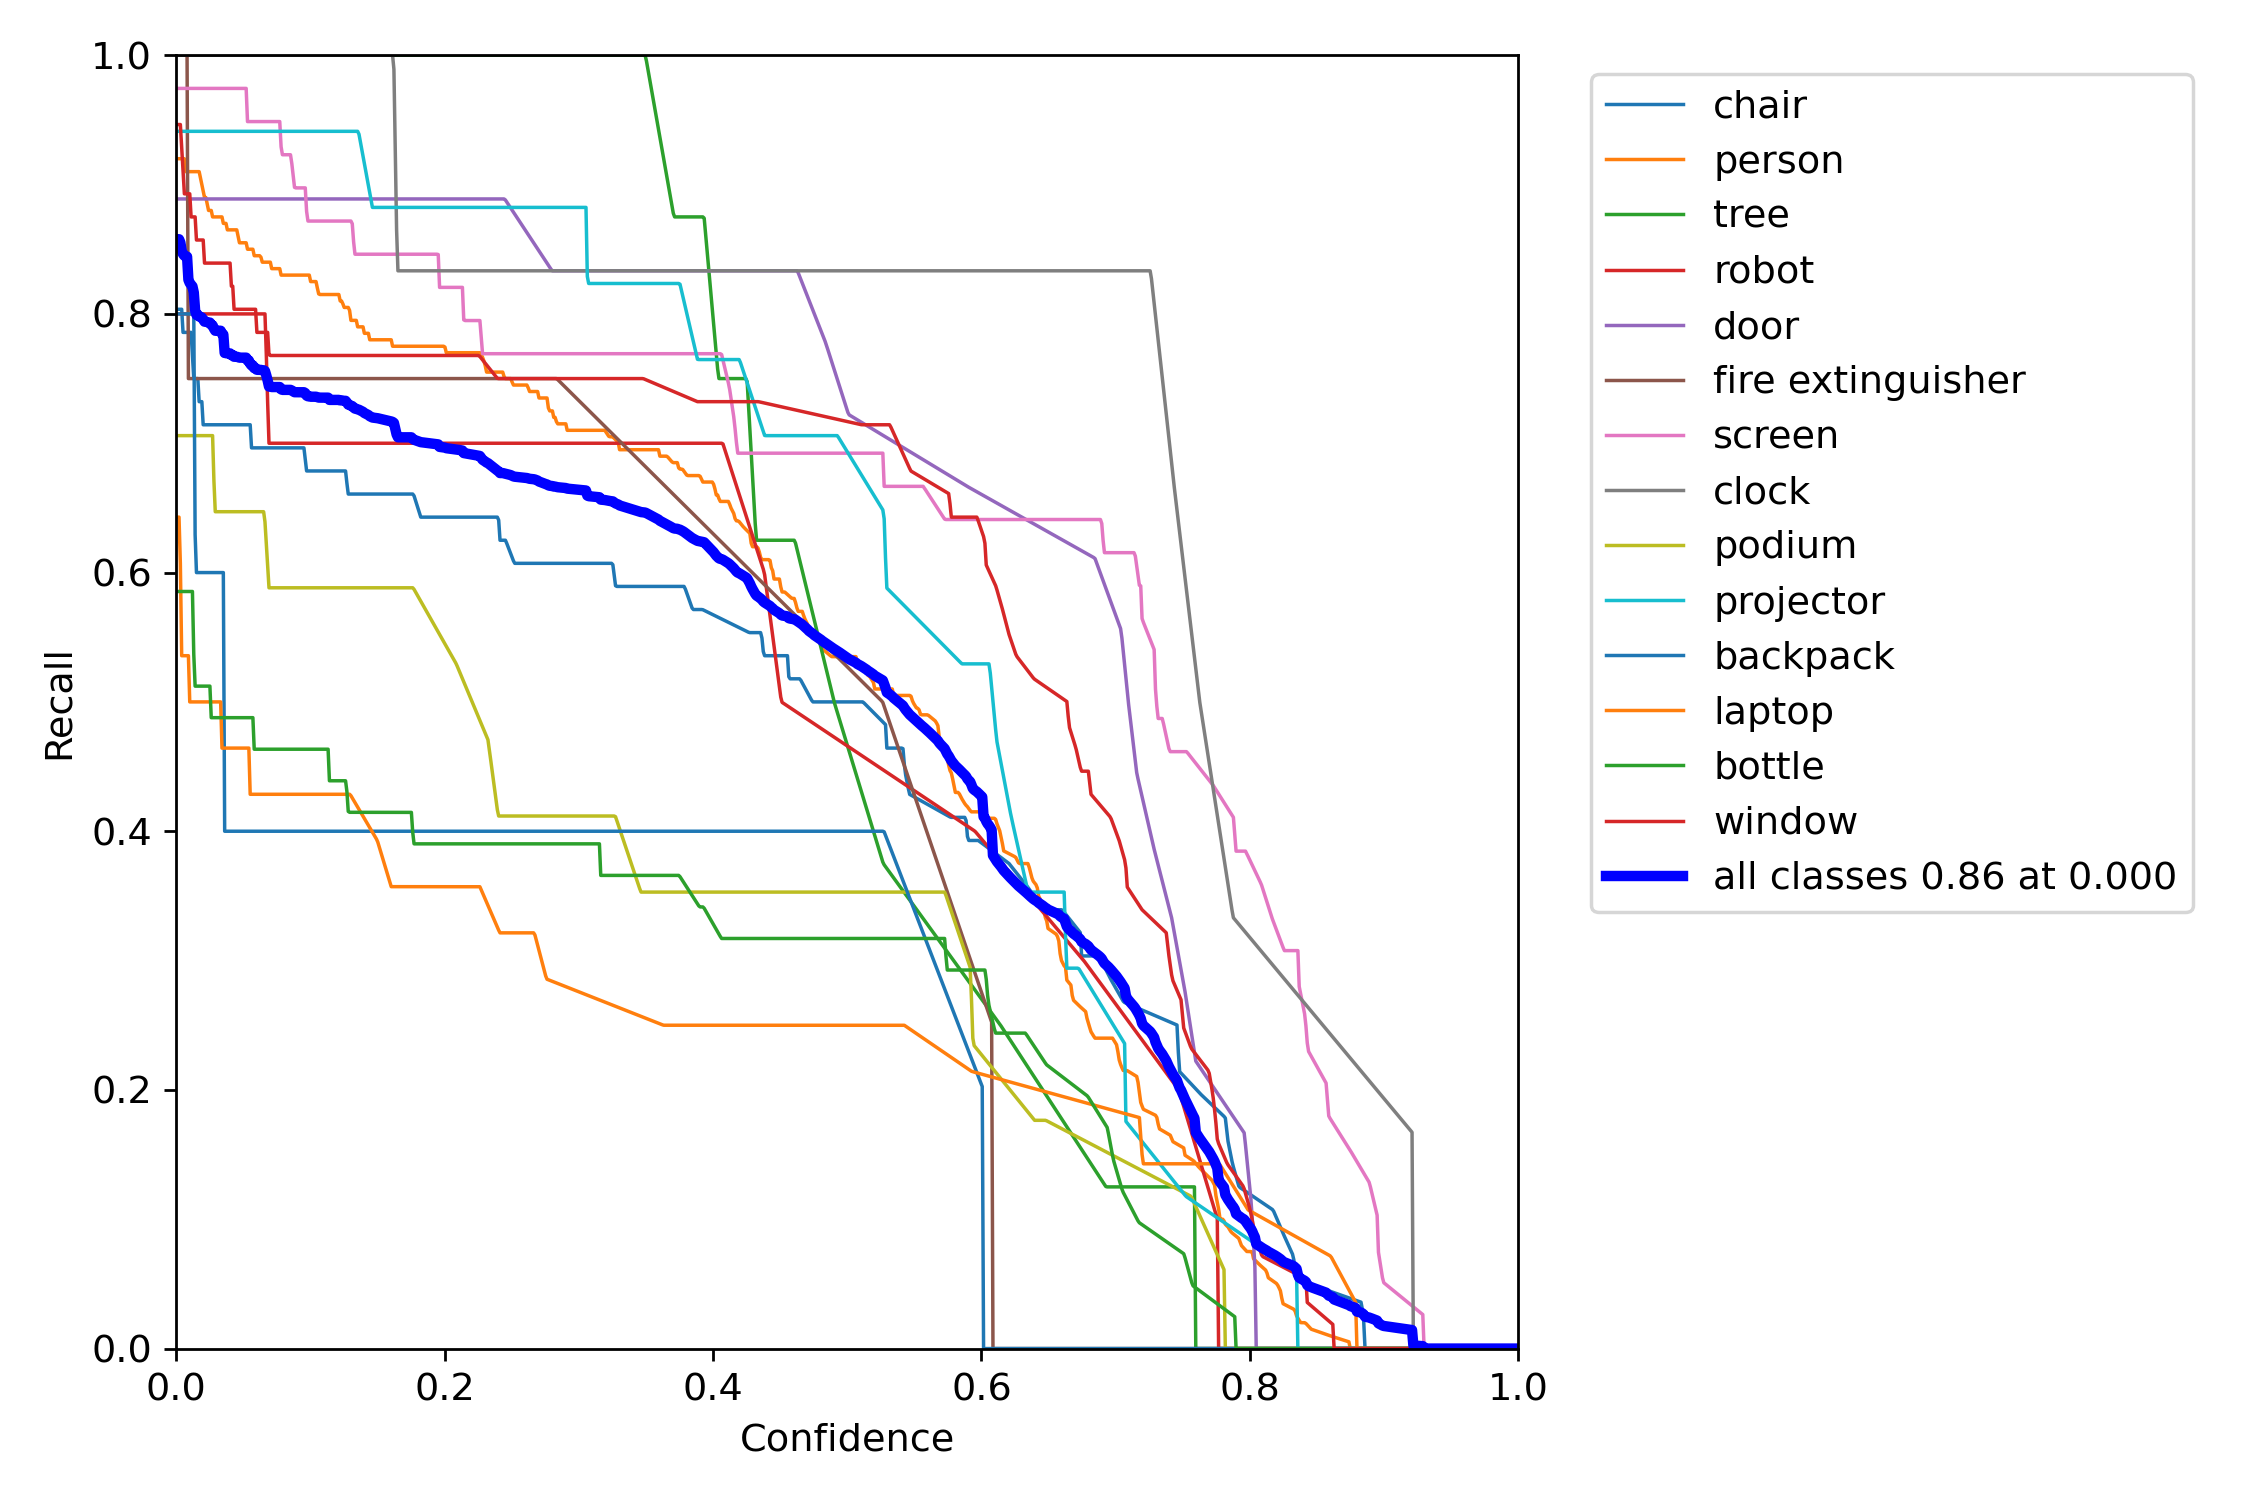 1.0
0.8
0.6
0.4
0.2
0.0
Recall
0.0 0.2 0.4 0.6 0.8 1.0
Confidence
chair
person
tree
robot
door
fire extinguisher
screen
clock
podium
projector
backpack
laptop
bottle
window
all classes 0.86 at 0.000